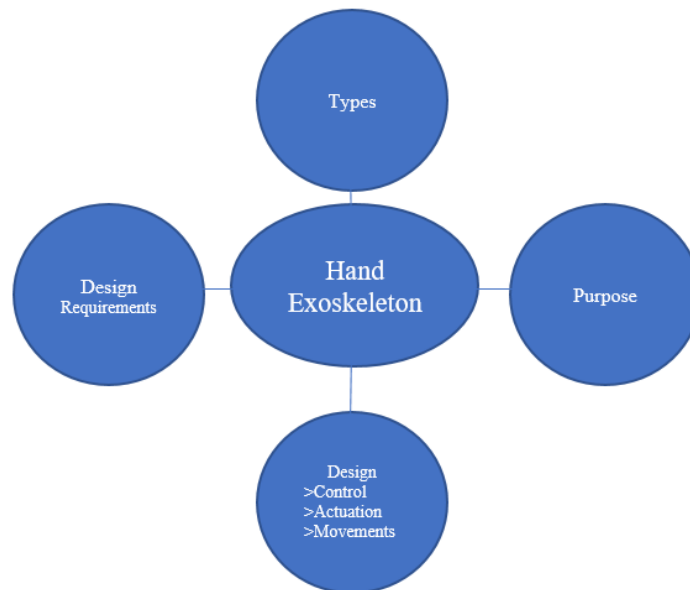 Types
Hand
Exoskeleton
Design
Requirements
Purpose
Design
>Control
>Actuation
>Movements